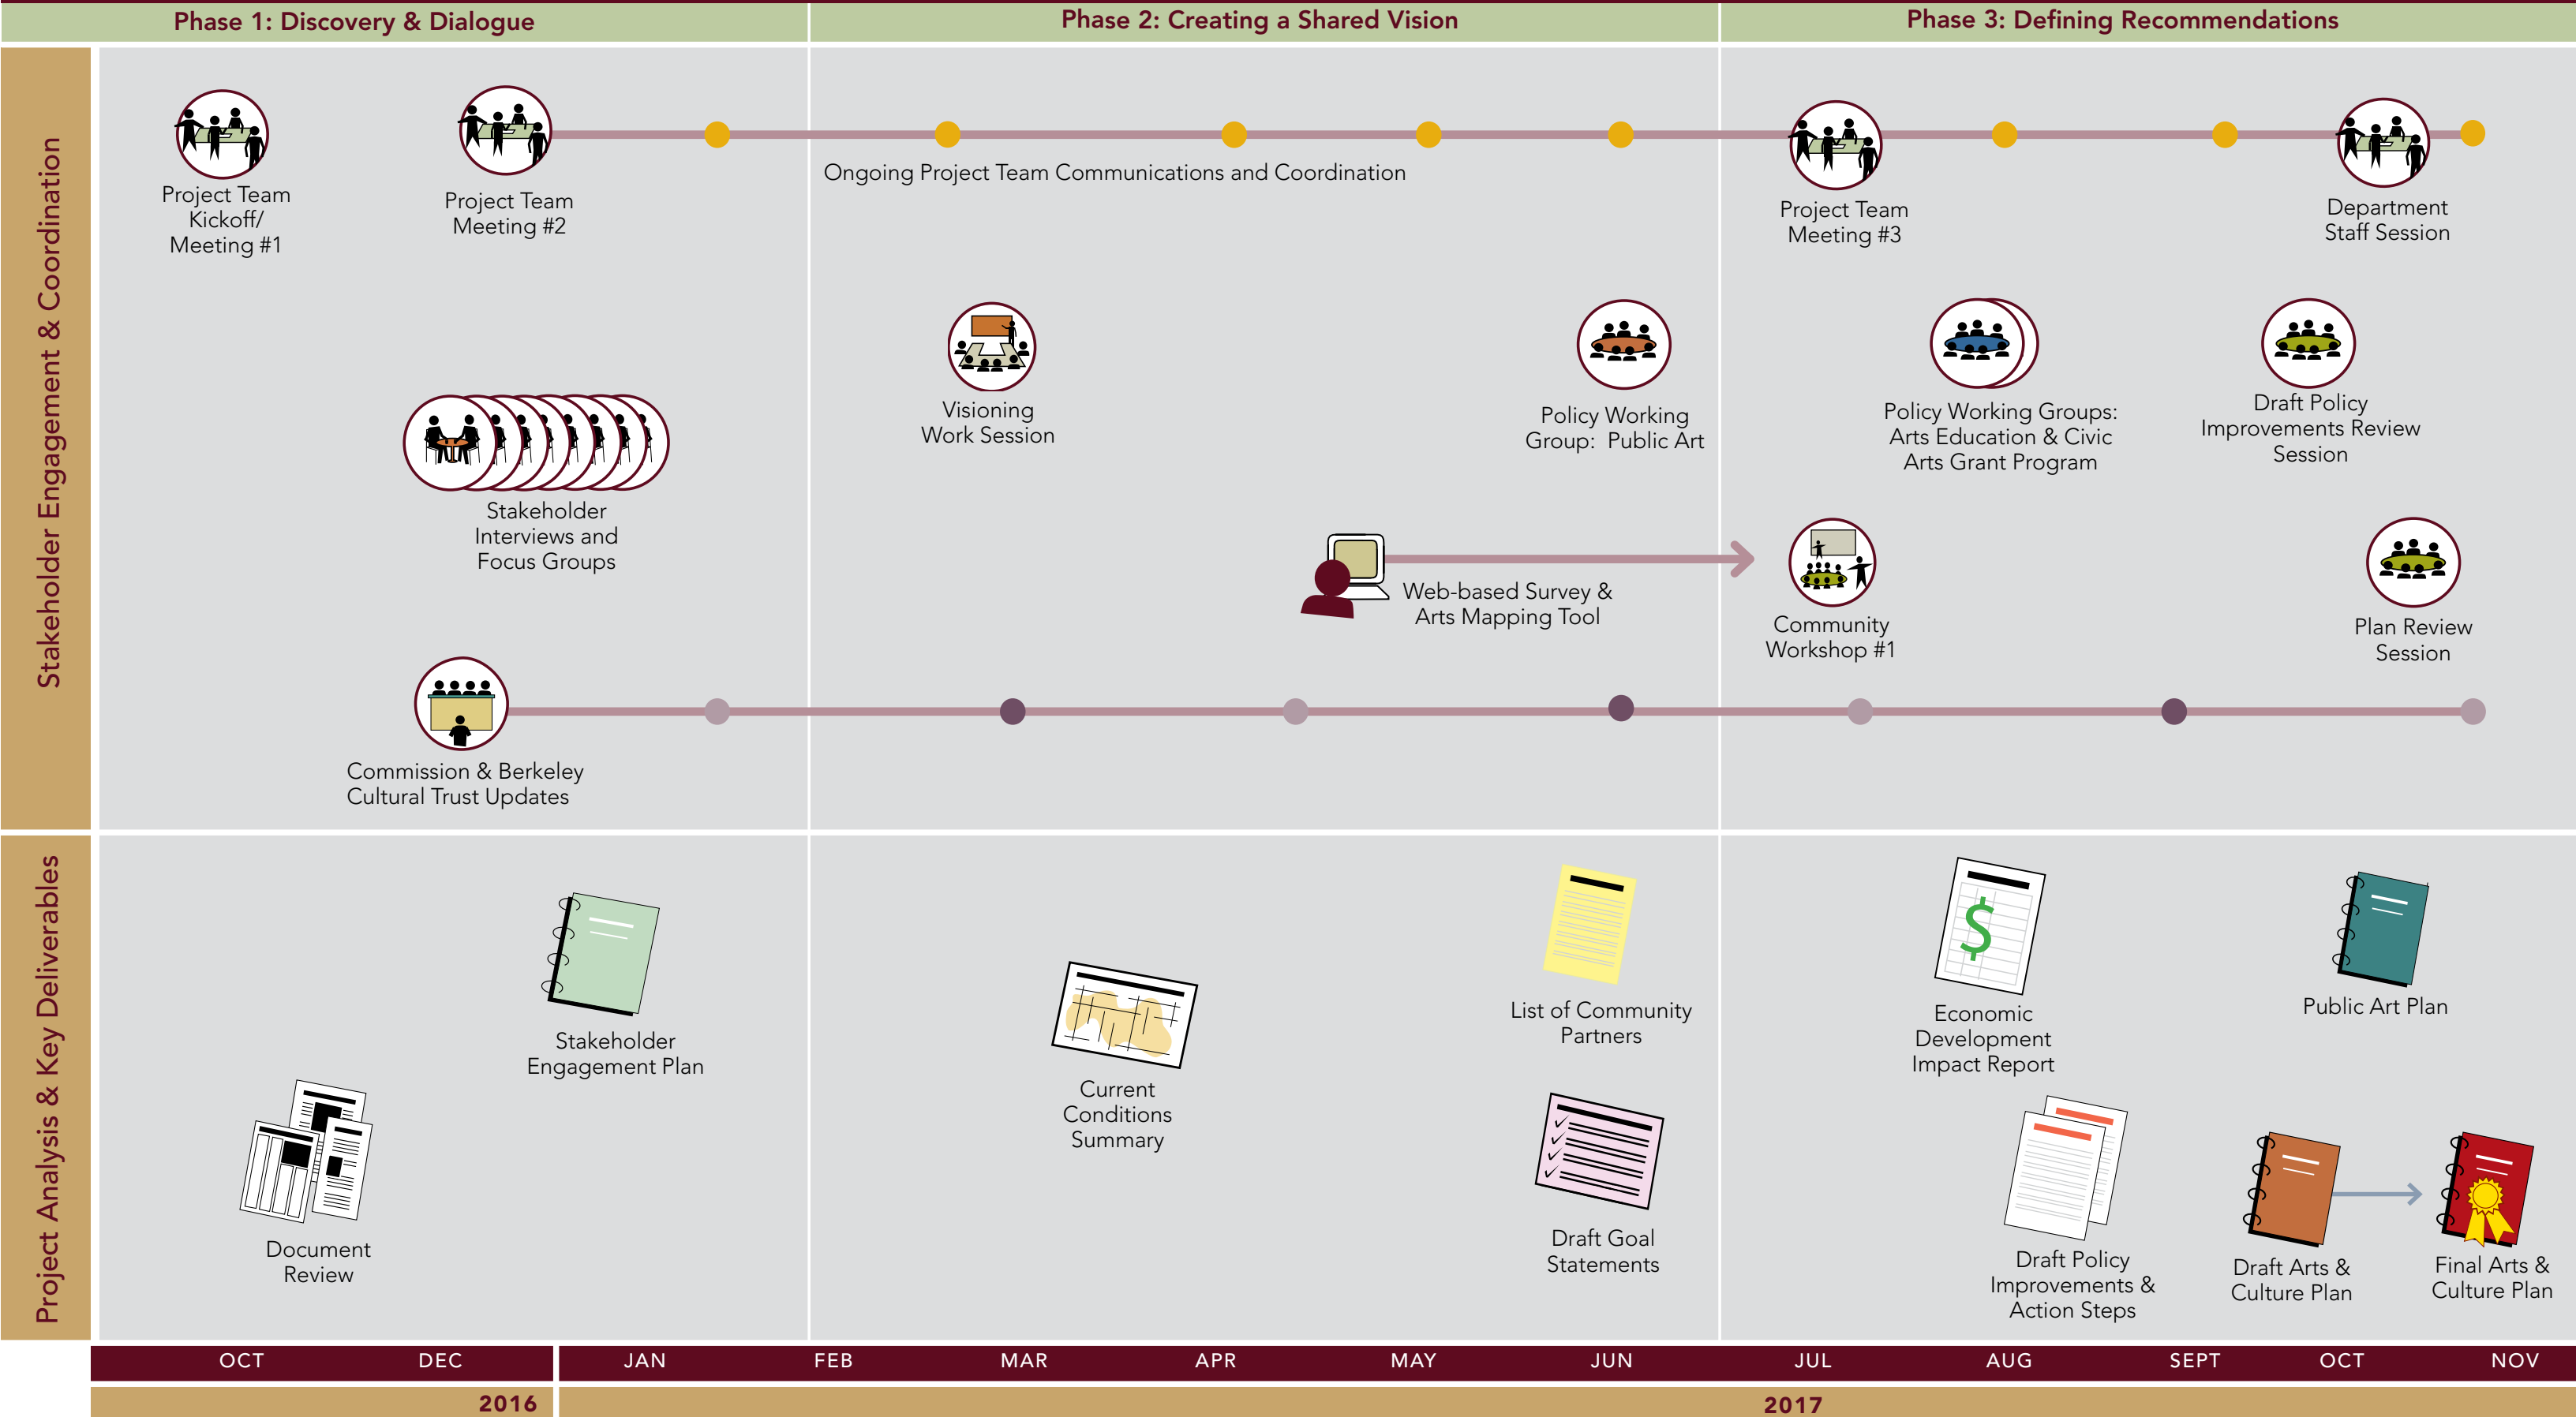 Phase 1: Discovery & Dialogue
Phase 2: Creating a Shared Vision
Phase 3: Defining Recommendations
Stakeholder Engagement & Coordination
Project Team
Kickoff/
Meeting #1
Project Team
Meeting #2
Ongoing Project Team Communications and Coordination
Project Team
Meeting #3
Department
Staff Session
Visioning
Work Session
Policy Working
Group: Public Art
Policy Working Groups:
Arts Education & Civic
Arts Grant Program
Draft Policy
Improvements Review
Session
Stakeholder
Interviews and
Focus Groups
Web-based Survey &
Arts Mapping Tool
Community
Workshop #1
Plan Review
Session
Commission & Berkeley
Cultural Trust Updates
Project Analysis & Key Deliverables
Stakeholder
Engagement Plan
Document
Review
Current
Conditions
Summary
List of Community
Partners
Draft Goal
Statements
$
Economic
Development
Impact Report
Public Art Plan
Draft Policy
Improvements &
Action Steps
Draft Arts &
Culture Plan
Final Arts &
Culture Plan
OCT
DEC
JAN
FEB
MAR
APR
MAY
JUN
JUL
AUG
SEPT
OCT
NOV
2016
2017